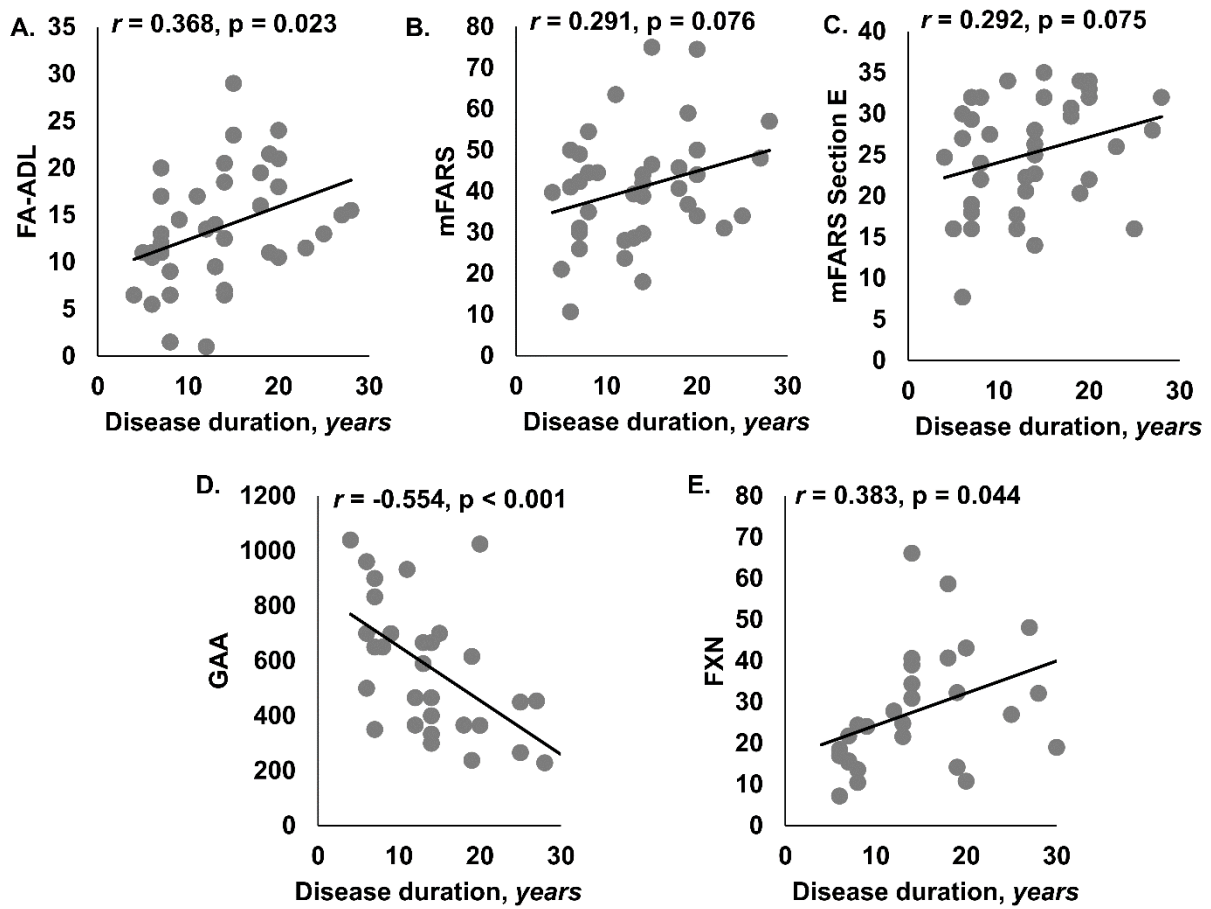 A.
r = 0.368, p = 0.023
35
30
25
20
15
10
5
0
FA-ADL
0 10 20 30
Disease duration, years
B.
r = 0.291, p = 0.076
80
70
60
50
40
30
20
10
0
mFARS
0 10 20 30
Disease duration, years
C.
r = 0.292, p = 0.075
40
35
30
25
20
15
10
5
0
mFARS Section E
0 10 20 30
Disease duration, years
D.
r = -0.554, p < 0.001
1200
1000
800
600
400
200
0
GAA
0 10 20 30
Disease duration, years
E.
r = 0.383, p = 0.044
80
70
60
50
40
30
20
10
0
FXN
0 10 20 30
Disease duration, years